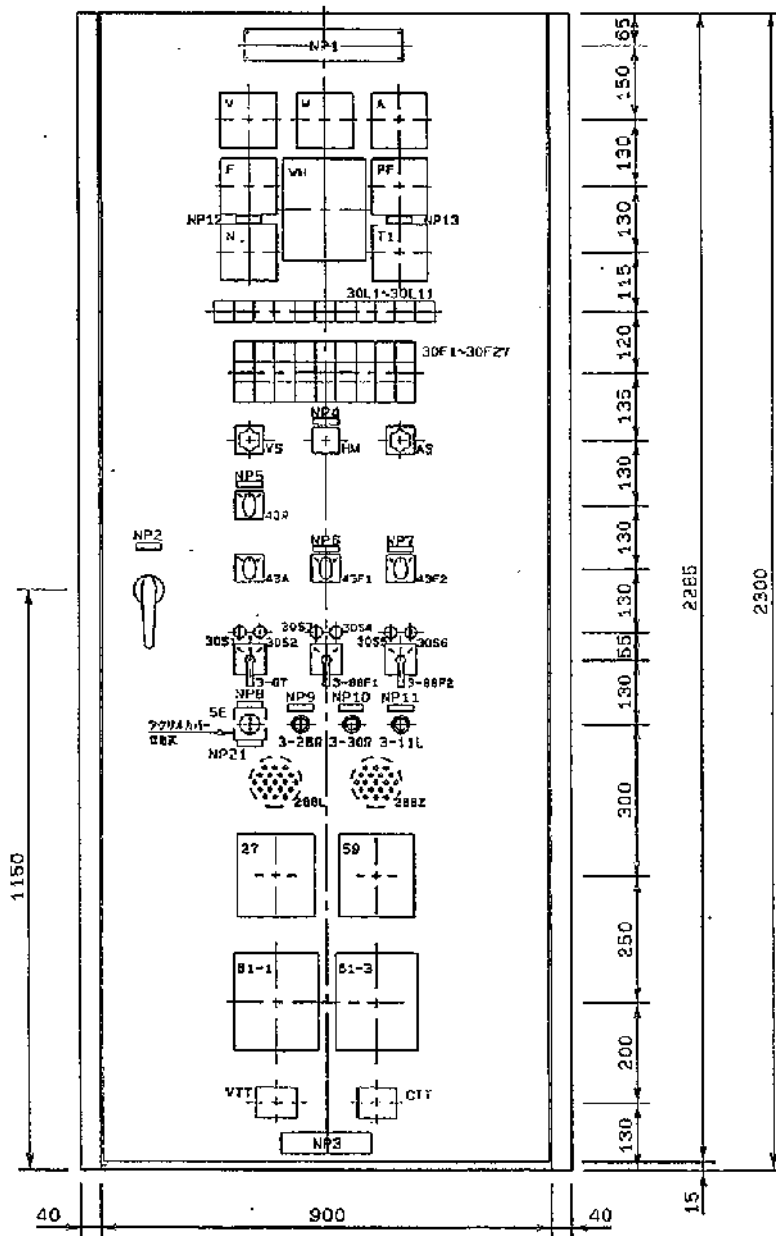 NP1
65
150
V
W
A
130
F
WH
PF
NP12
NP13
130
N
T1
115
30L1~30L11
120
30F1~30F27
135
NP4
VS
HM
AS
130
NP5
43R
130
NP2
NP6
NP7
43A
43F1
43F2
130
2285
2300
30S1
30S2
30S3
30S4
30S5
30S6
55
3-GT
3-88F1
3-88F2
130
NP8
NP9
NP10
NP11
5E
アクリルカバー
NP21
3-28R
3-30R
3-11L
300
28BL
28BZ
27
59
1150
250
51-3
200
VTT
CTT
130
NP3
15
40
900
40